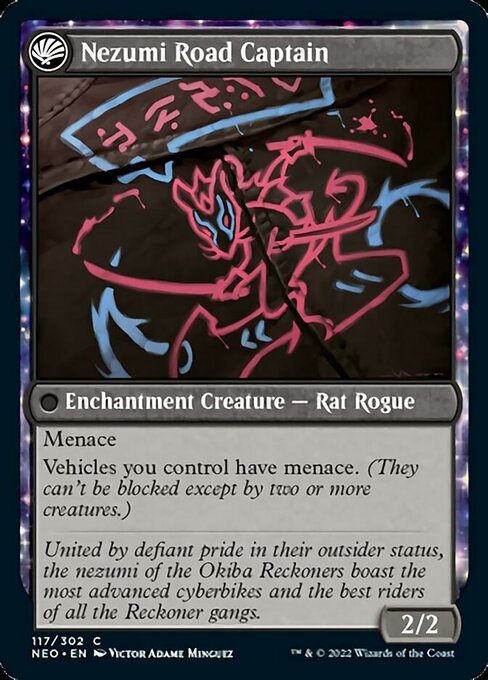 Nezumi Road Captain
Enchantment Creature — Rat Rogue
Menace
Vehicles you control have menace. (They
can't be blocked except by two or more
creatures.)
United by defiant pride in their outsider status,
the nezumi of the Okiba Reckoners boast the
most advanced cyberbikes and the best riders
of all the Reckoner gangs.
2/2
117/302 C
NEO • EN Victor Adame Minguez
™ & © 2022 Wizards of the Coast